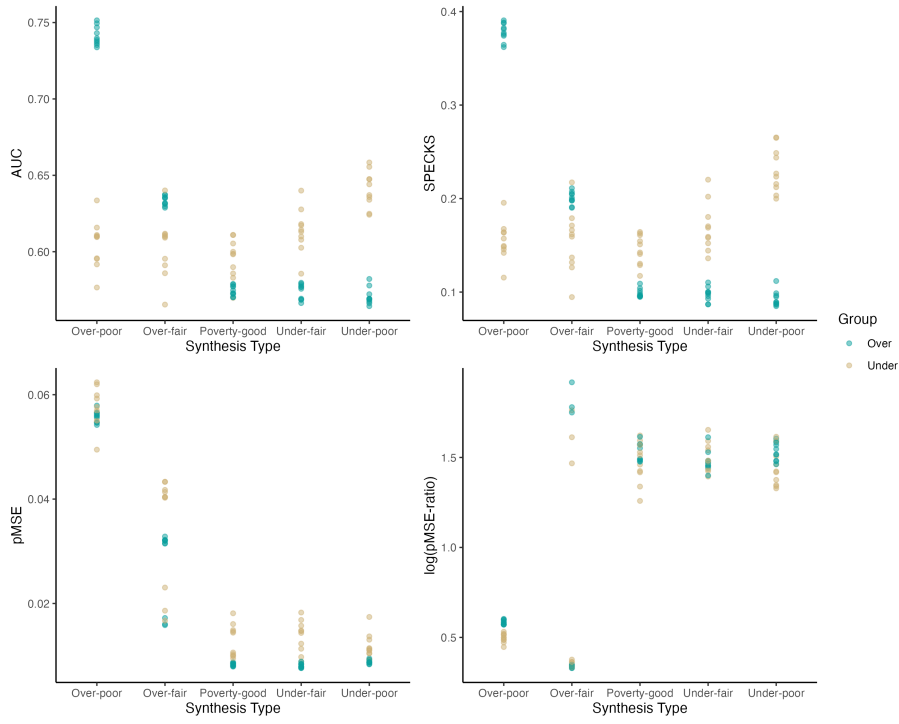 AUC
0.75
0.70
0.65
0.60
Over-poor Over-fair Poverty-good Under-fair Under-poor
Synthesis Type
SPECKS
0.4
0.3
0.2
0.1
Over-poor Over-fair Poverty-good Under-fair Under-poor
Synthesis Type
pMSE
0.06
0.04
0.02
Over-poor Over-fair Poverty-good Under-fair Under-poor
Synthesis Type
log(pMSE-ratio)
1.5
1.0
0.5
Over-poor Over-fair Poverty-good Under-fair Under-poor
Synthesis Type
Group
Over
Under